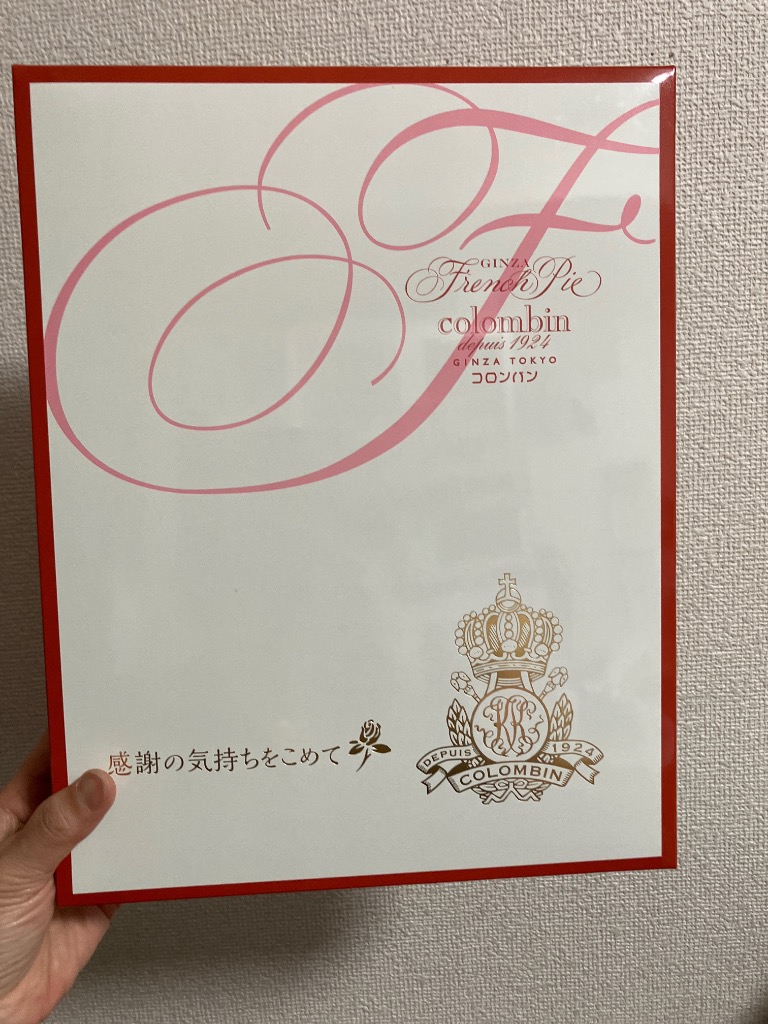 GINZA
French Pie
colombin
depuis 1924
GINZA TOKYO
コロンバン
感謝の気持ちをこめて
DEPUIS 1924
COLOMBIN